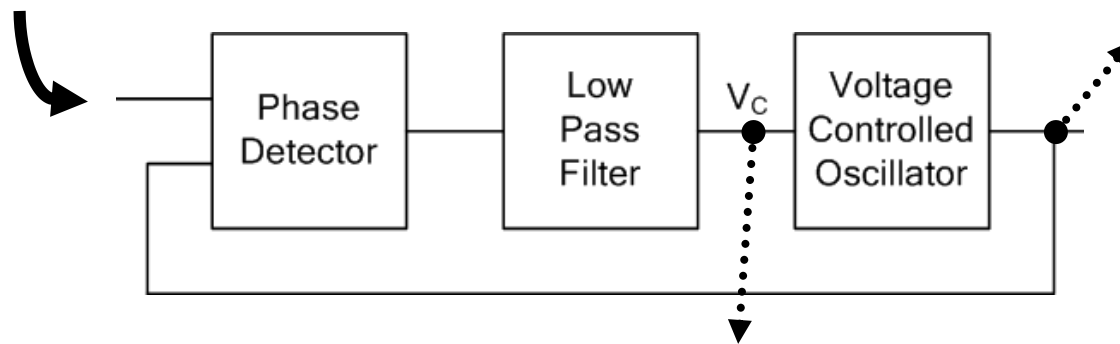 Phase
Detector
Low
Pass
Filter
V_C
Voltage
Controlled
Oscillator